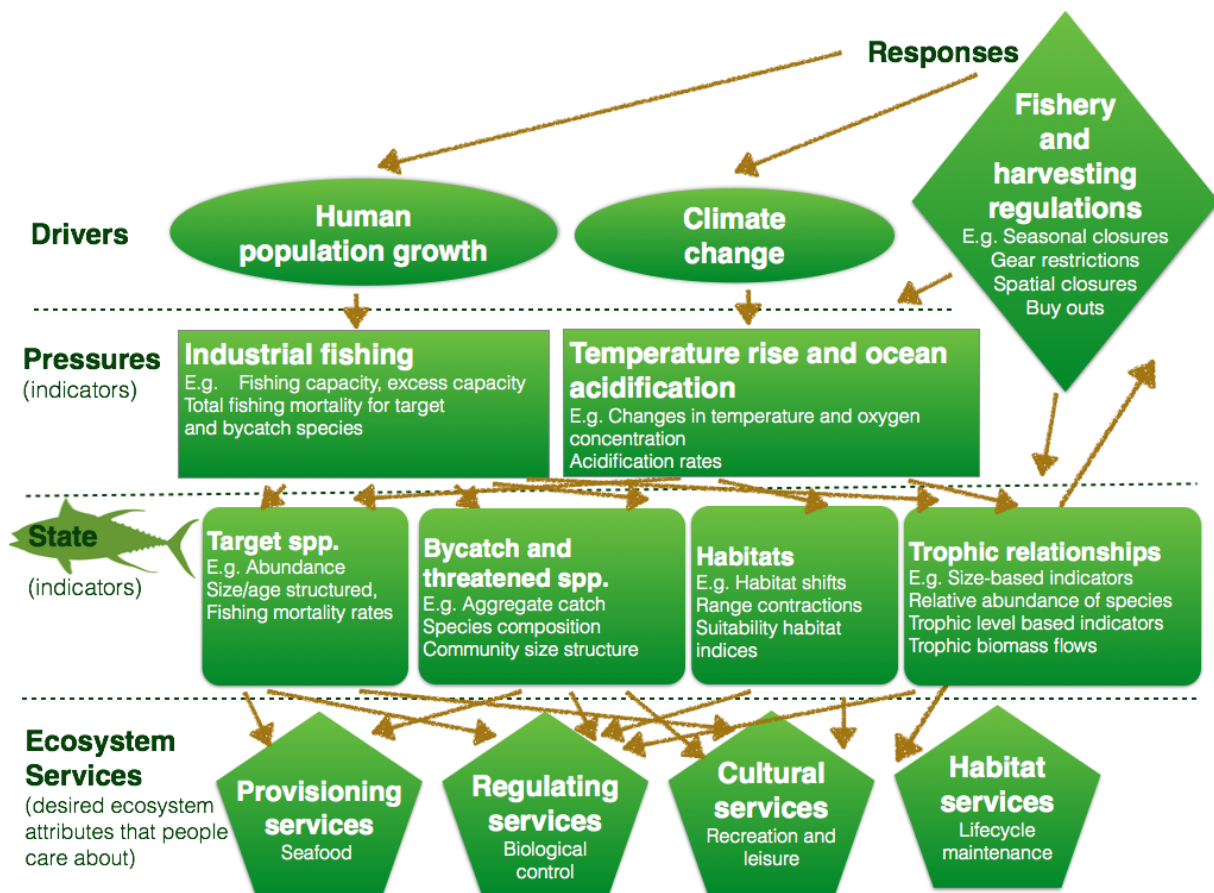 Responses
Fishery
and
harvesting
regulations
E.g. Seasonal closures
Gear restrictions
Spatial closures
Buy outs
Drivers
Human
population growth
Climate
change
Pressures
(indicators)
Industrial fishing
E.g. Fishing capacity, excess capacity
Total fishing mortality for target
and bycatch species
Temperature rise and ocean
acidification
E.g. Changes in temperature and oxygen
concentration
Acidification rates
State
(indicators)
Target spp.
E.g. Abundance
Size/age structured,
Fishing mortality rates
Bycatch and
threatened spp.
E.g. Aggregate catch
Species composition
Community size structure
Habitats
E.g. Habitat shifts
Range contractions
Suitability habitat
indices
Trophic relationships
E.g. Size-based indicators
Relative abundance of species
Trophic level based indicators
Trophic biomass flows
Ecosystem
Services
(desired ecosystem
attributes that people
care about)
Provisioning
services
Seafood
Regulating
services
Biological
control
Cultural
services
Recreation and
leisure
Habitat
services
Lifecycle
maintenance